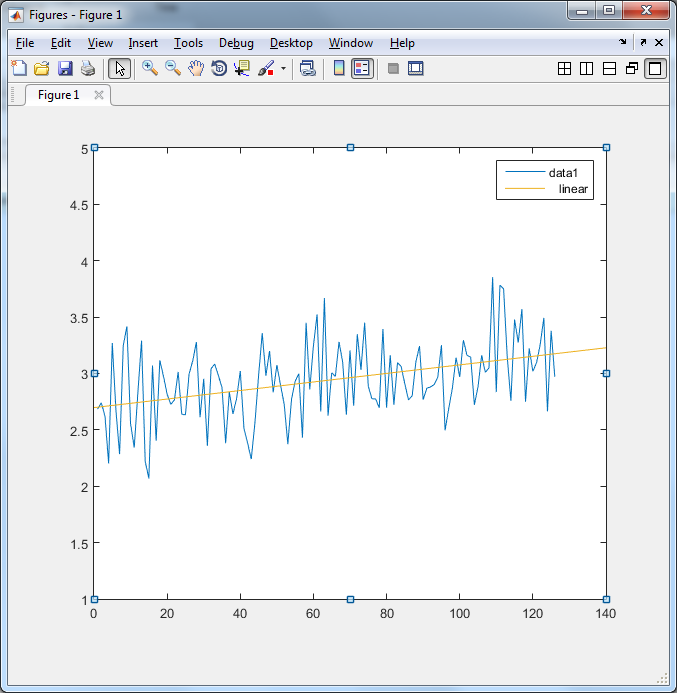 Figures - Figure 1
File Edit View Insert Tools Debug Desktop Window Help
Figure 1
data1
linear
5
4.5
4
3.5
3
2.5
2
1.5
1
0 20 40 60 80 100 120 140